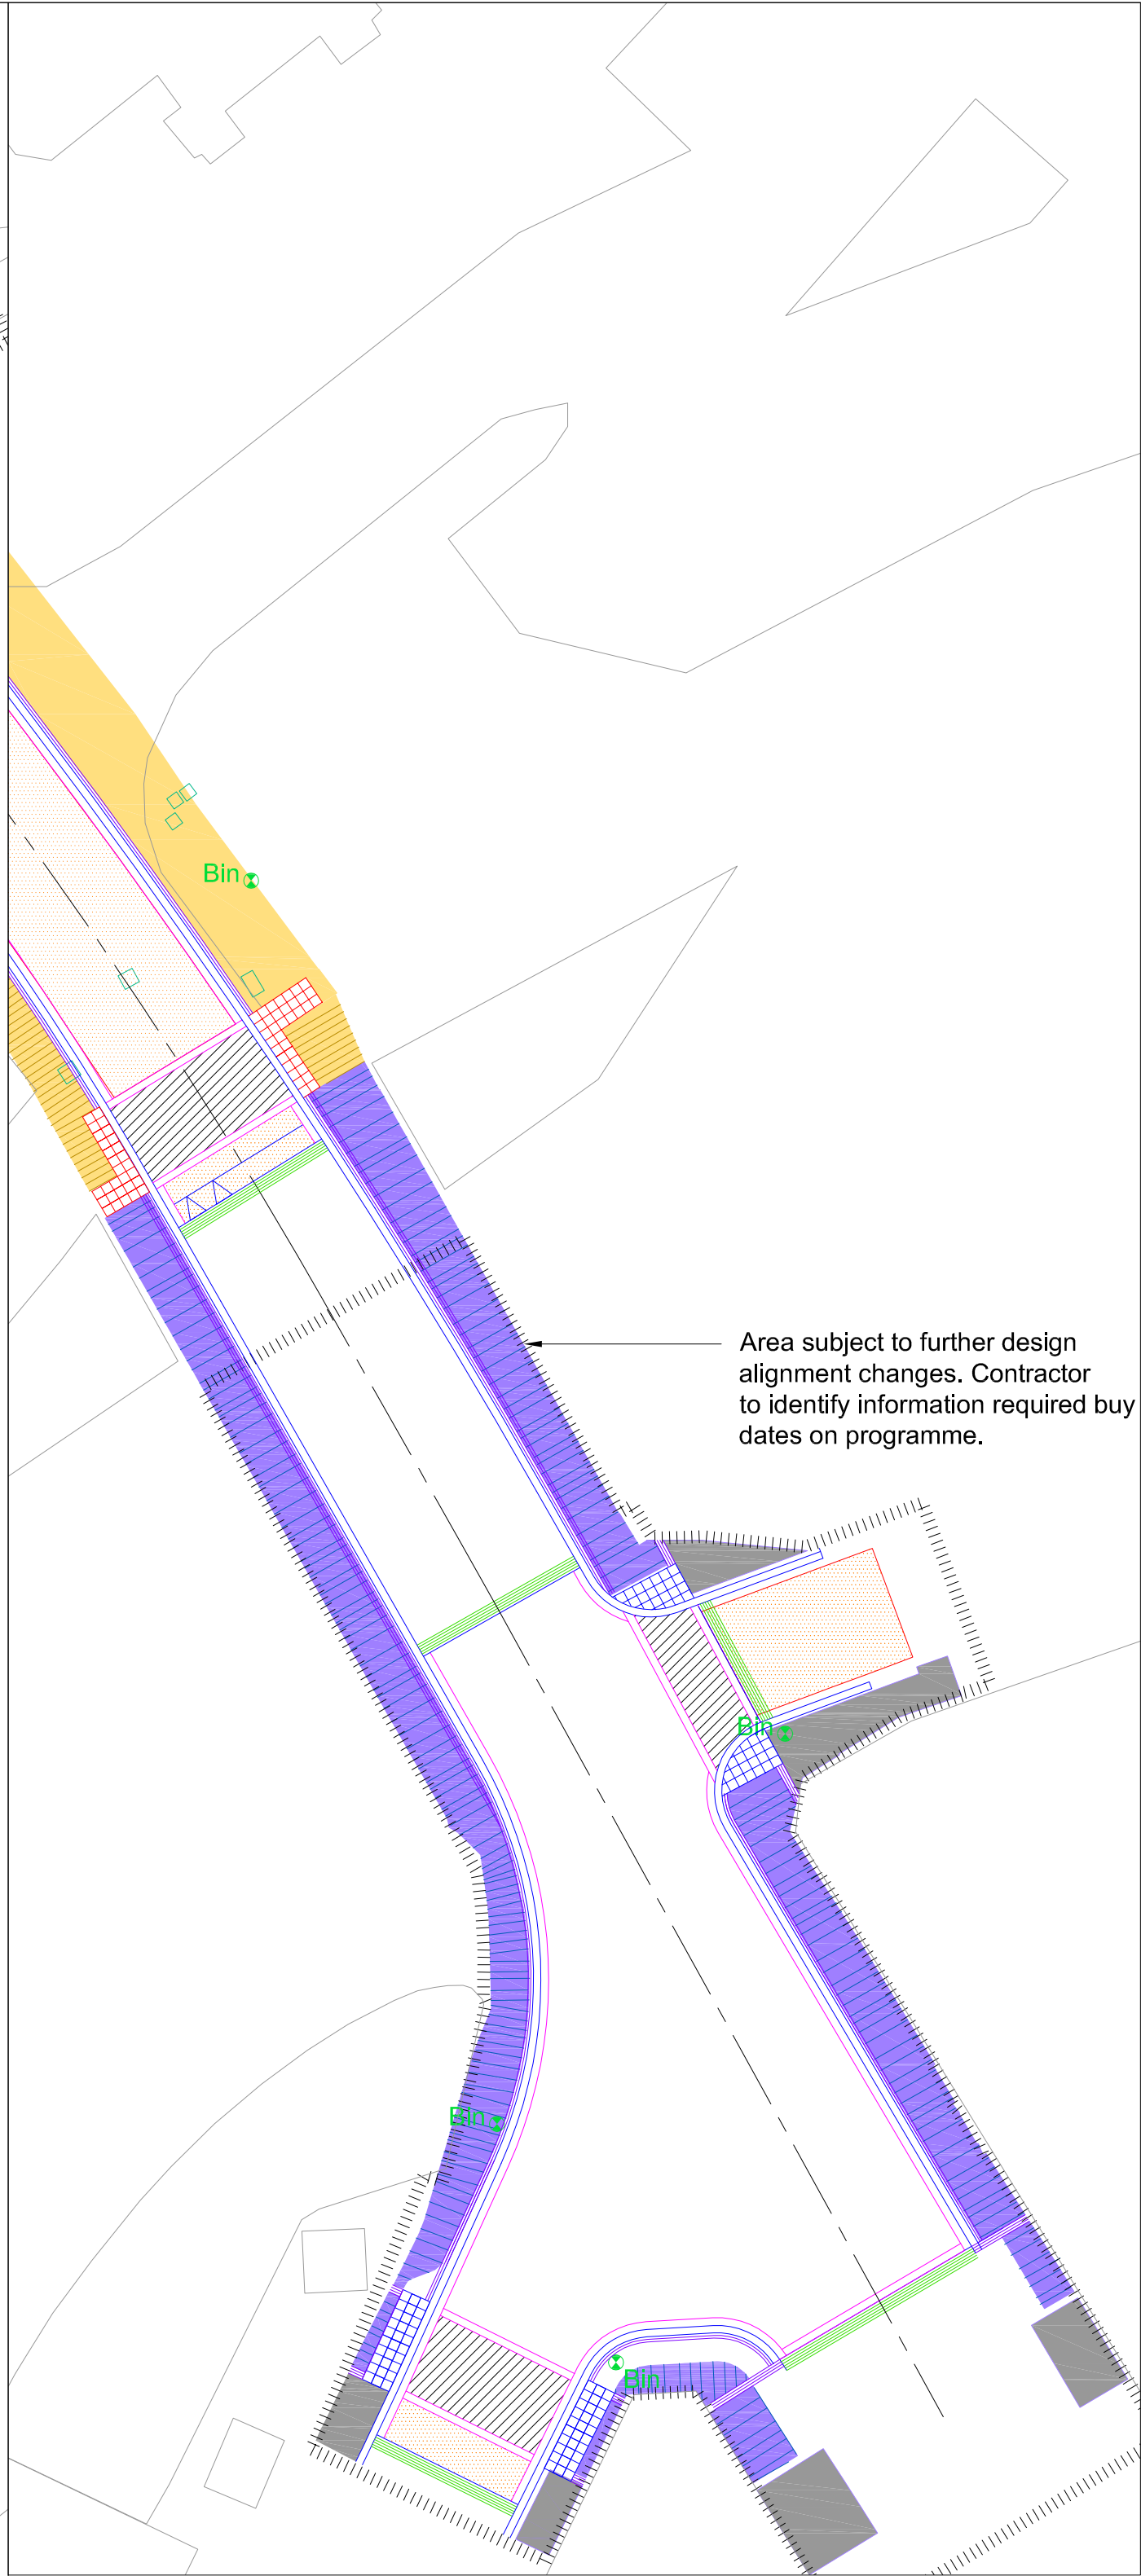 Bin
Area subject to further design
alignment changes. Contractor
to identify information required buy
dates on programme.
Bin
Bin
Bin